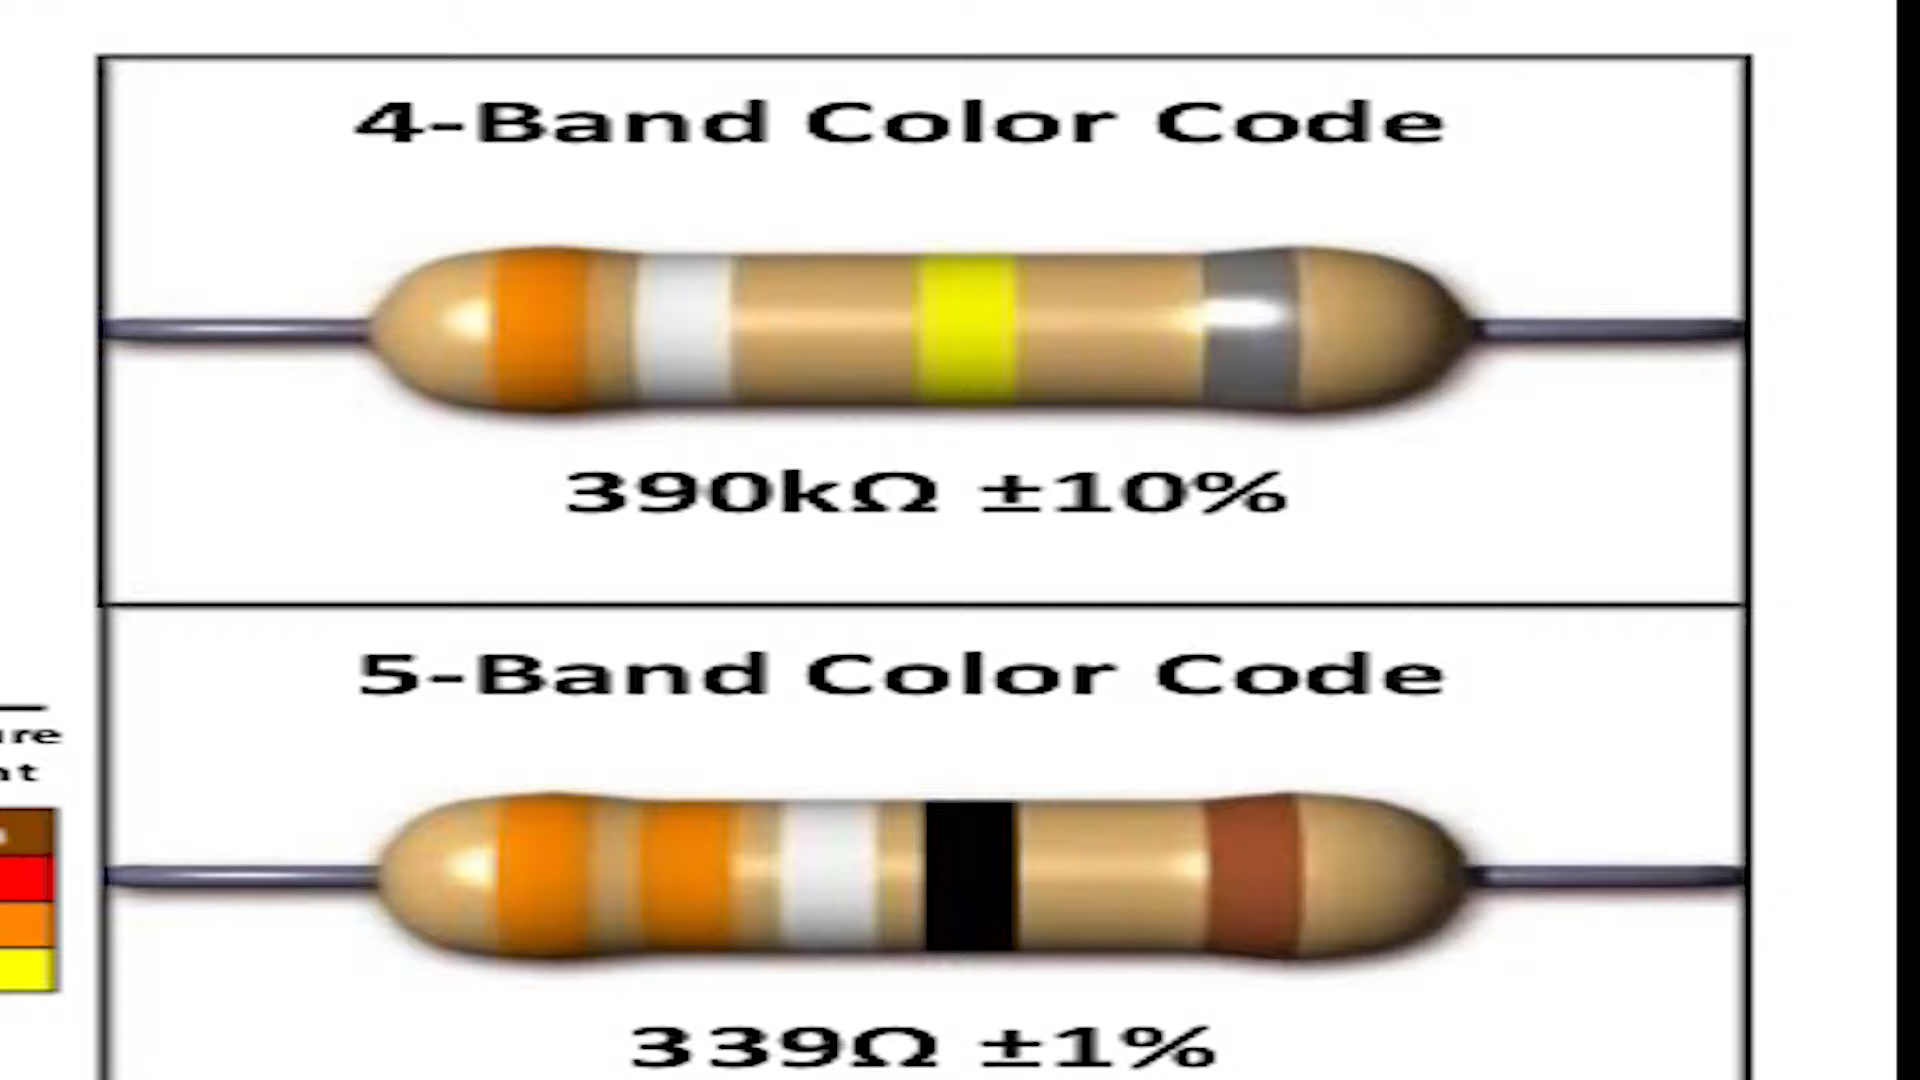 4-Band Color Code
390kΩ ±10%
5-Band Color Code
339Ω ±1%